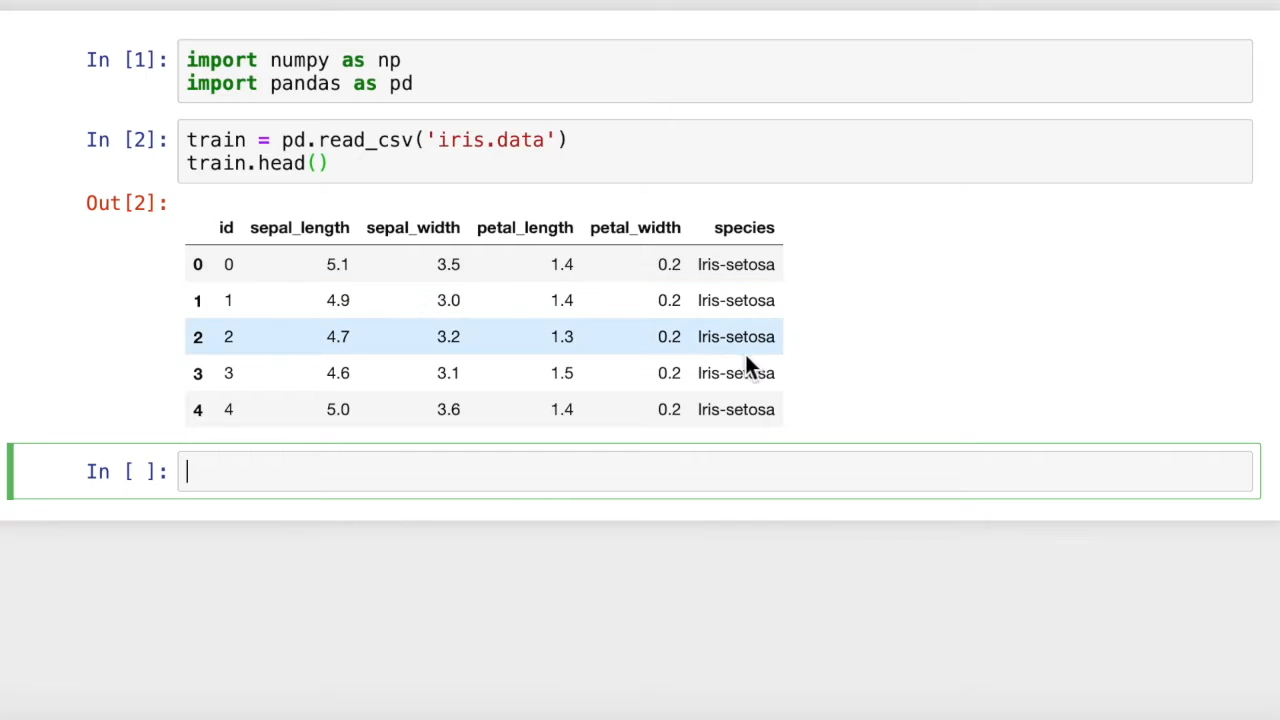 In [1]: import numpy as np
import pandas as pd
In [2]: train = pd.read_csv('iris.data')
train.head()
Out[2]:
id sepal_length sepal_width petal_length petal_width species
0 0 5.1 3.5 1.4 0.2 Iris-setosa
1 1 4.9 3.0 1.4 0.2 Iris-setosa
2 2 4.7 3.2 1.3 0.2 Iris-setosa
3 3 4.6 3.1 1.5 0.2 Iris-setosa
4 4 5.0 3.6 1.4 0.2 Iris-setosa
In [ ]: